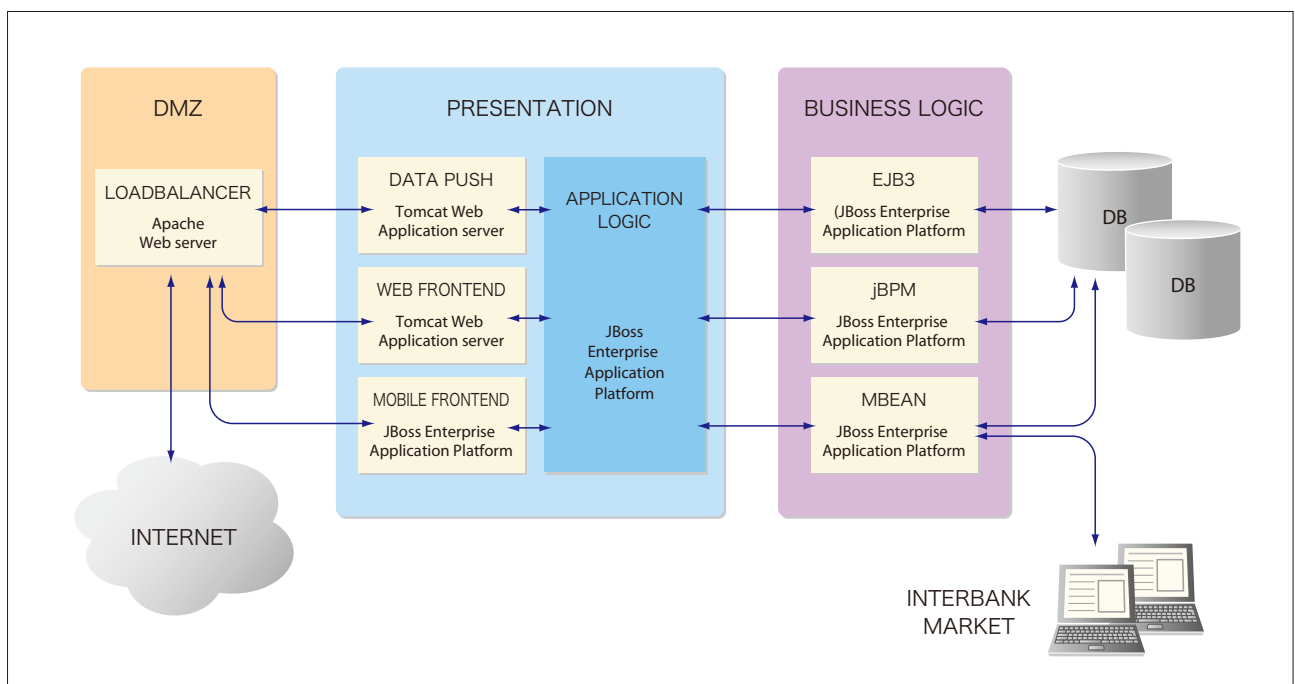 DMZ
LOADBALANCER
Apache
Web server
INTERNET
PRESENTATION
DATA PUSH
Tomcat Web
Application server
WEB FRONTEND
Tomcat Web
Application server
MOBILE FRONTEND
JBoss Enterprise
Application Platform
APPLICATION
LOGIC
JBoss
Enterprise
Application
Platform
BUSINESS LOGIC
EJB3
(JBoss Enterprise
Application Platform
jBPM
JBoss Enterprise
Application Platform
MBEAN
JBoss Enterprise
Application Platform
DB
DB
INTERBANK
MARKET